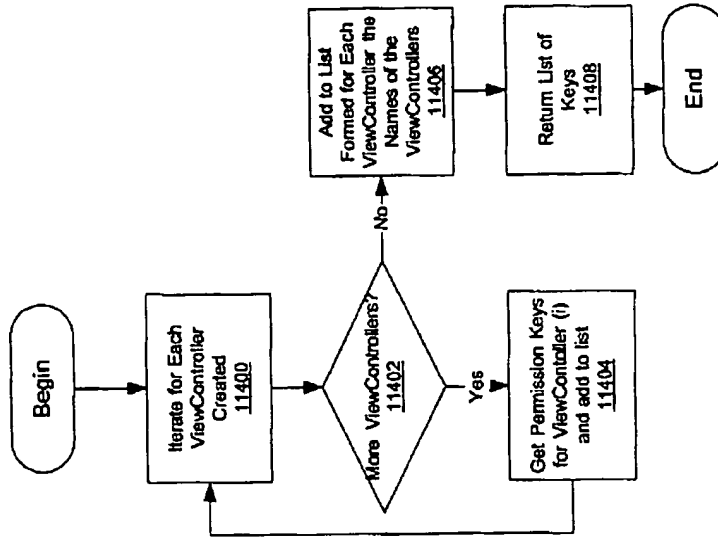 Begin
Iterate for Each
ViewController
Created
11400
More ViewControllers?
11402
Yes
Get Permission Keys
for ViewContoller (i)
and add to list
11404
No
Add to List
Formed for Each
ViewController the
Names of the
ViewControllers
11406
Return List of
Keys
11408
End